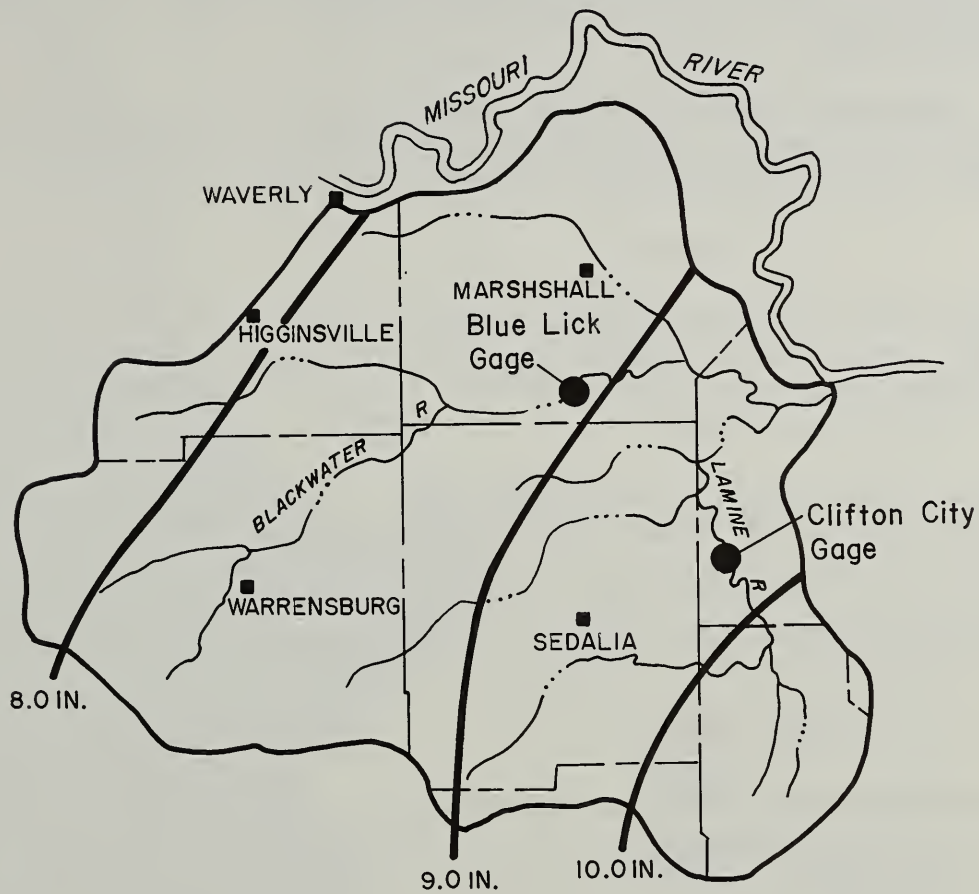 MISSOURI RIVER
WAVERLY
MARSHSHALL
Blue Lick
Gage
HIGGINSVILLE
BLACKWATER R
LAMINE R
Clifton City
Gage
WARRENSBURG
SEDALIA
8.0 IN.
9.0 IN.
10.0 IN.